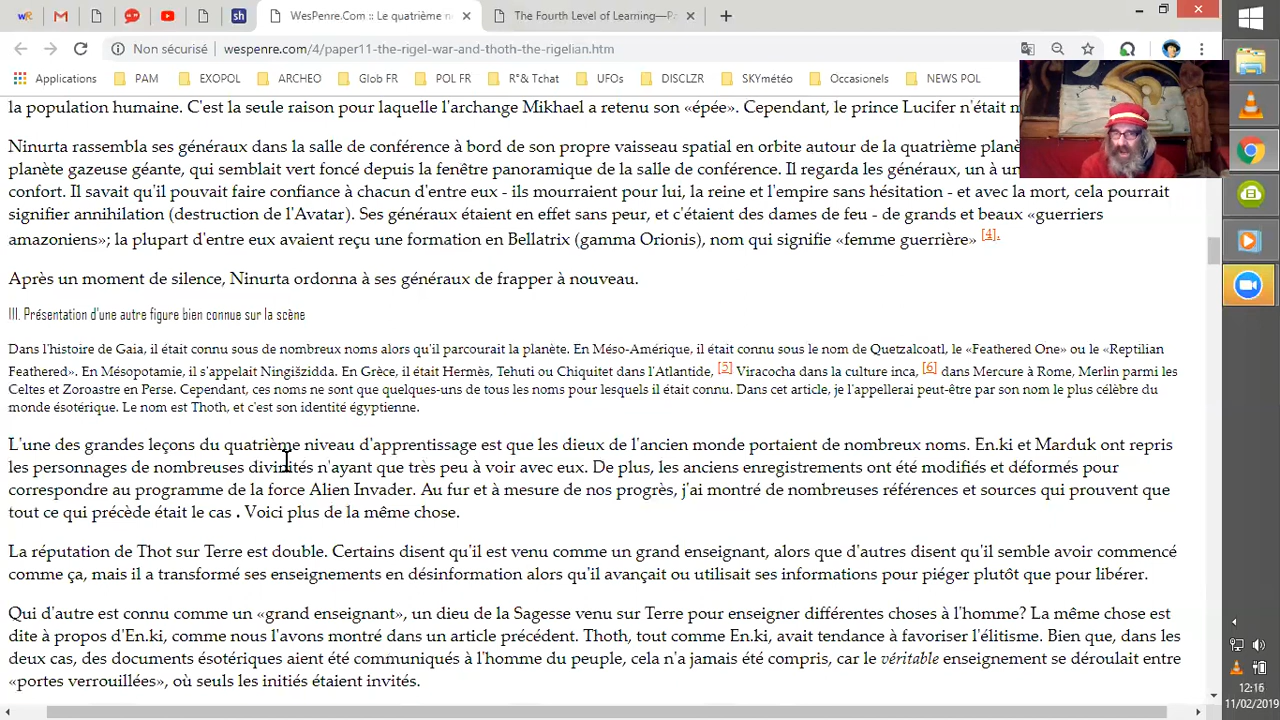 WesPenre.Com :: Le quatrième n
The Fourth Level of Learning—P
Non sécurisé
wespenre.com/4/paper11-the-rigel-war-and-thoth-the-rigelian.htm
Applications
PAM
EXOPOL
ARCHEO
Glob FR
POL FR
R°& Tchat
UFOs
DISCLZR
SKYmétéo
Occasionels
NEWS POL
la population humaine. C'est la seule raison pour laquelle l'archange Mikhael a retenu son «épée». Cependant, le prince Lucifer n'était
Ninurta rassembla ses généraux dans la salle de conférence à bord de son propre vaisseau spatial en orbite autour de la quatrième
planète gazeuse géante, qui semblait vert foncé depuis la fenêtre panoramique de la salle de conférence. Il regarda les généraux, un à
confort. Il savait qu'il pouvait faire confiance à chacun d'entre eux - ils mourraient pour lui, la reine et l'empire sans hésitation - et avec la mort, cela pourrait
signifier annihilation (destruction de l'Avatar). Ses généraux étaient en effet sans peur, et c'étaient des dames de feu - de grands et beaux «guerriers
amazoniens»; la plupart d'entre eux avaient reçu une formation en Bellatrix (gamma Orionis), nom qui signifie «femme guerrière» [4].
Après un moment de silence, Ninurta ordonna à ses généraux de frapper à nouveau.
III. Présentation d'une autre figure bien connue sur la scène
Dans l'histoire de Gaia, il était connu sous de nombreux noms alors qu'il parcourait la planète. En Méso-Amérique, il était connu sous le nom de Quetzalcoatl, le «Feathered One» ou le «Reptilian
Feathered». En Mésopotamie, il s'appelait Ningišzidda. En Grèce, il était Hermès, Tehuti ou Chiquitet dans l'Atlantide, [5] Viracocha dans la culture inca, [6] dans Mercure à Rome, Merlin parmi les
Celtes et Zoroastre en Perse. Cependant, ces noms ne sont que quelques-uns de tous les noms pour lesquels il était connu. Dans cet article, je l'appellerai peut-être par son nom le plus célèbre du
monde ésotérique. Le nom est Thoth, et c'est son identité égyptienne.
L'une des grandes leçons du quatrième niveau d'apprentissage est que les dieux de l'ancien monde portaient de nombreux noms. En.ki et Marduk ont repris
les personnages de nombreuses divinités n'ayant que très peu à voir avec eux. De plus, les anciens enregistrements ont été modifiés et déformés pour
correspondre au programme de la force Alien Invader. Au fur et à mesure de nos progrès, j'ai montré de nombreuses références et sources qui prouvent que
tout ce qui précède était le cas . Voici plus de la même chose.
La réputation de Thot sur Terre est double. Certains disent qu'il est venu comme un grand enseignant, alors que d'autres disent qu'il semble avoir commencé
comme ça, mais il a transformé ses enseignements en désinformation alors qu'il avançait ou utilisait ses informations pour piéger plutôt que pour libérer.
Qui d'autre est connu comme un «grand enseignant», un dieu de la Sagesse venu sur Terre pour enseigner différentes choses à l'homme? La même chose est
dite à propos d'En.ki, comme nous l'avons montré dans un article précédent. Thoth, tout comme En.ki, avait tendance à favoriser l'élitisme. Bien que, dans les
deux cas, des documents ésotériques aient été communiqués à l'homme du peuple, cela n'a jamais été compris, car le véritable enseignement se déroulait entre
«portes verrouillées», où seuls les initiés étaient invités.
12:16
11/02/2019